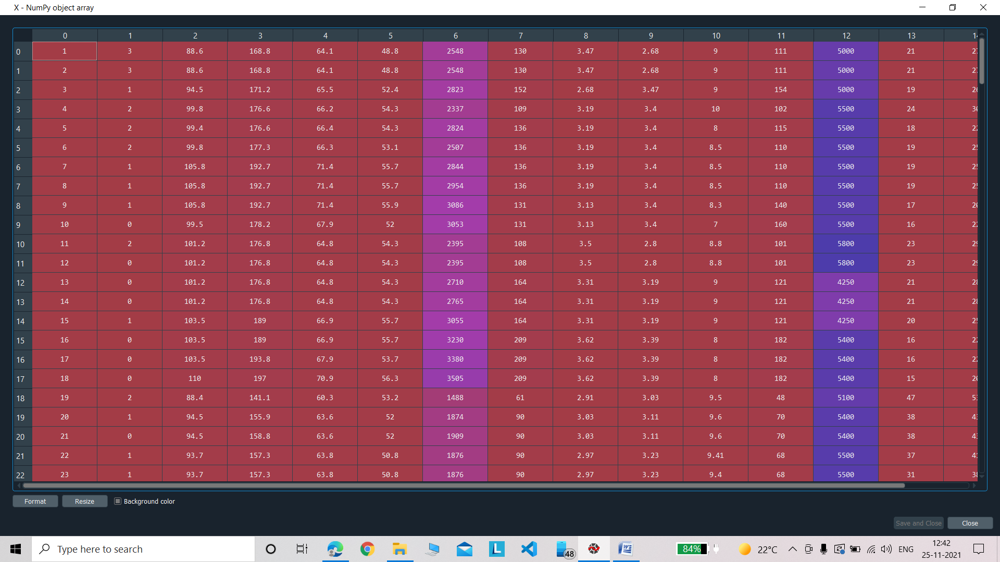 X - NumPy object array
0 1 2 3 4 5 6 7 8 9 10 11 12 13
0 1 3 88.6 168.8 64.1 48.8 2548 130 3.47 2.68 9 111 5000 21
1 2 3 88.6 168.8 64.1 48.8 2548 130 3.47 2.68 9 111 5000 21
2 3 1 94.5 171.2 65.5 52.4 2823 152 2.68 3.47 9 154 5000 19
3 4 2 99.8 176.6 66.2 54.3 2337 109 3.19 3.4 10 102 5500 24
4 5 2 99.4 176.6 66.4 54.3 2824 136 3.19 3.4 8 115 5500 18
5 6 2 99.8 177.3 66.3 53.1 2507 136 3.19 3.4 8.5 110 5500 19
6 7 1 105.8 192.7 71.4 55.7 2844 136 3.19 3.4 8.5 110 5500 19
7 8 1 105.8 192.7 71.4 55.7 2954 136 3.19 3.4 8.5 110 5500 19
8 9 1 105.8 192.7 71.4 55.9 3086 131 3.13 3.4 8.3 140 5500 17
9 10 0 99.5 178.2 67.9 52 3053 131 3.13 3.4 7 160 5500 16
10 11 2 101.2 176.8 64.8 54.3 2395 108 3.5 2.8 8.8 101 5800 23
11 12 0 101.2 176.8 64.8 54.3 2395 108 3.5 2.8 8.8 101 5800 23
12 13 0 101.2 176.8 64.8 54.3 2710 164 3.31 3.19 9 121 4250 21
13 14 0 101.2 176.8 64.8 54.3 2765 164 3.31 3.19 9 121 4250 21
14 15 1 103.5 189 66.9 55.7 3055 164 3.31 3.19 9 121 4250 20
15 16 0 103.5 189 66.9 55.7 3230 209 3.62 3.39 8 182 5400 16
16 17 0 103.5 193.8 67.9 53.7 3380 209 3.62 3.39 8 182 5400 16
17 18 0 110 197 70.9 56.3 3505 209 3.62 3.39 8 182 5400 15
18 19 2 88.4 141.1 60.3 53.2 1488 61 2.91 3.03 9.5 48 5100 47
19 20 1 94.5 155.9 63.6 52 1874 90 3.03 3.11 9.6 70 5400 38
20 21 0 94.5 158.8 63.6 52 1909 90 3.03 3.11 9.6 70 5400 38
21 22 1 93.7 157.3 63.8 50.8 1876 90 2.97 3.23 9.41 68 5500 37
22 23 1 93.7 157.3 63.8 50.8 1876 90 2.97 3.23 9.4 68 5500 31
Format Resize Background color
Save and Close Close
Type here to search 48 84% 22°C ENG 12:42
25-11-2021